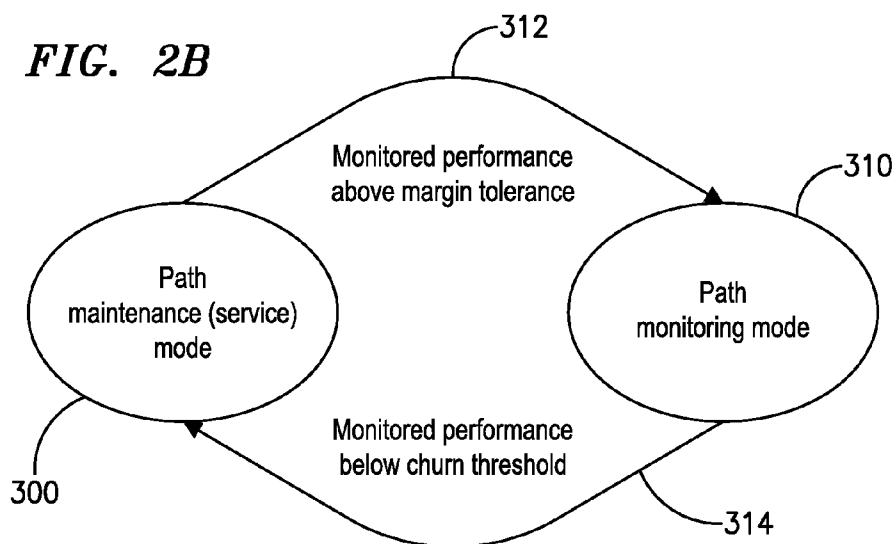 FIG. 2B
312
Monitored performance
above margin tolerance
310
Path
maintenance (service)
mode
Path
monitoring mode
Monitored performance
below churn threshold
300
314